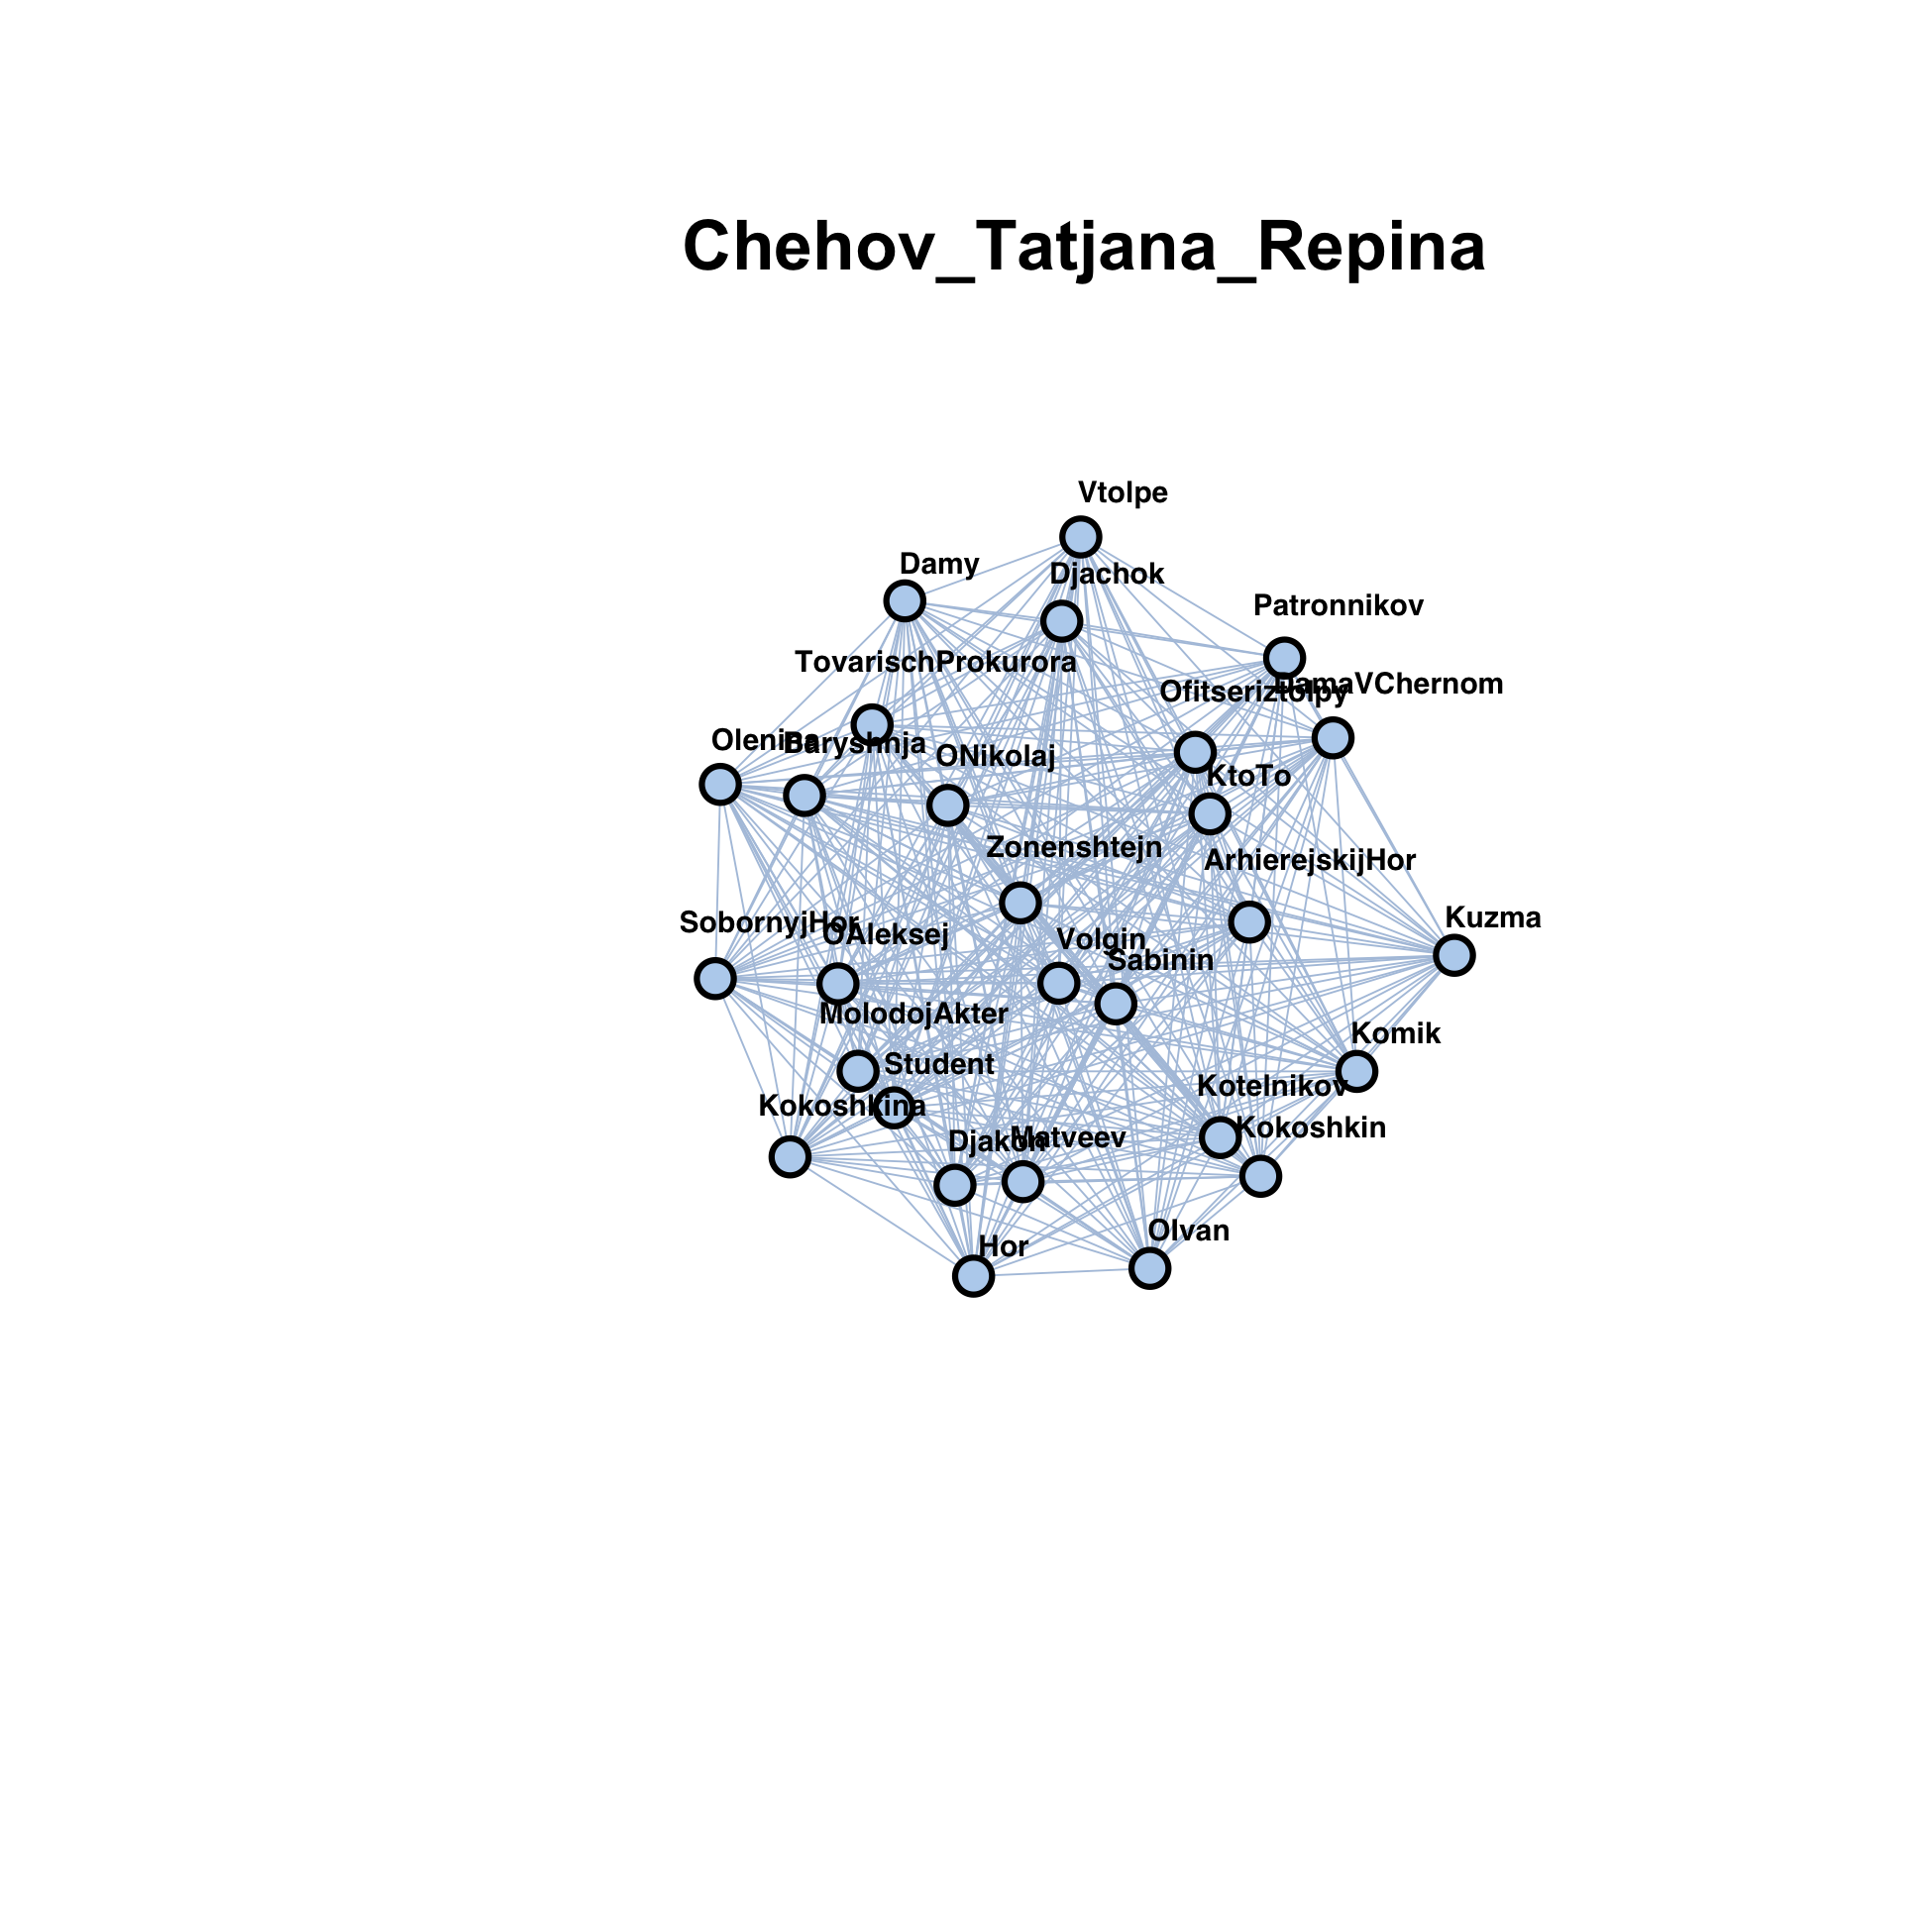 Chehov_Tatjana_Repina
Vtolpe
Damy
Djachok
Patronnikov
TovarischProkurora
DamaVChernom
Ofitseriztolpy
Olenina
Baryshnja
ONikolaj
KtoTo
Zonenshtejn
ArhierejskijHor
SobornyjHor
Kuzma
OAleksej
Volgin
Sabinin
MolodojAkter
Komik
Student
Kotelnikov
Kokoshkina
Kokoshkin
Djakon
Matveev
OIvan
Hor